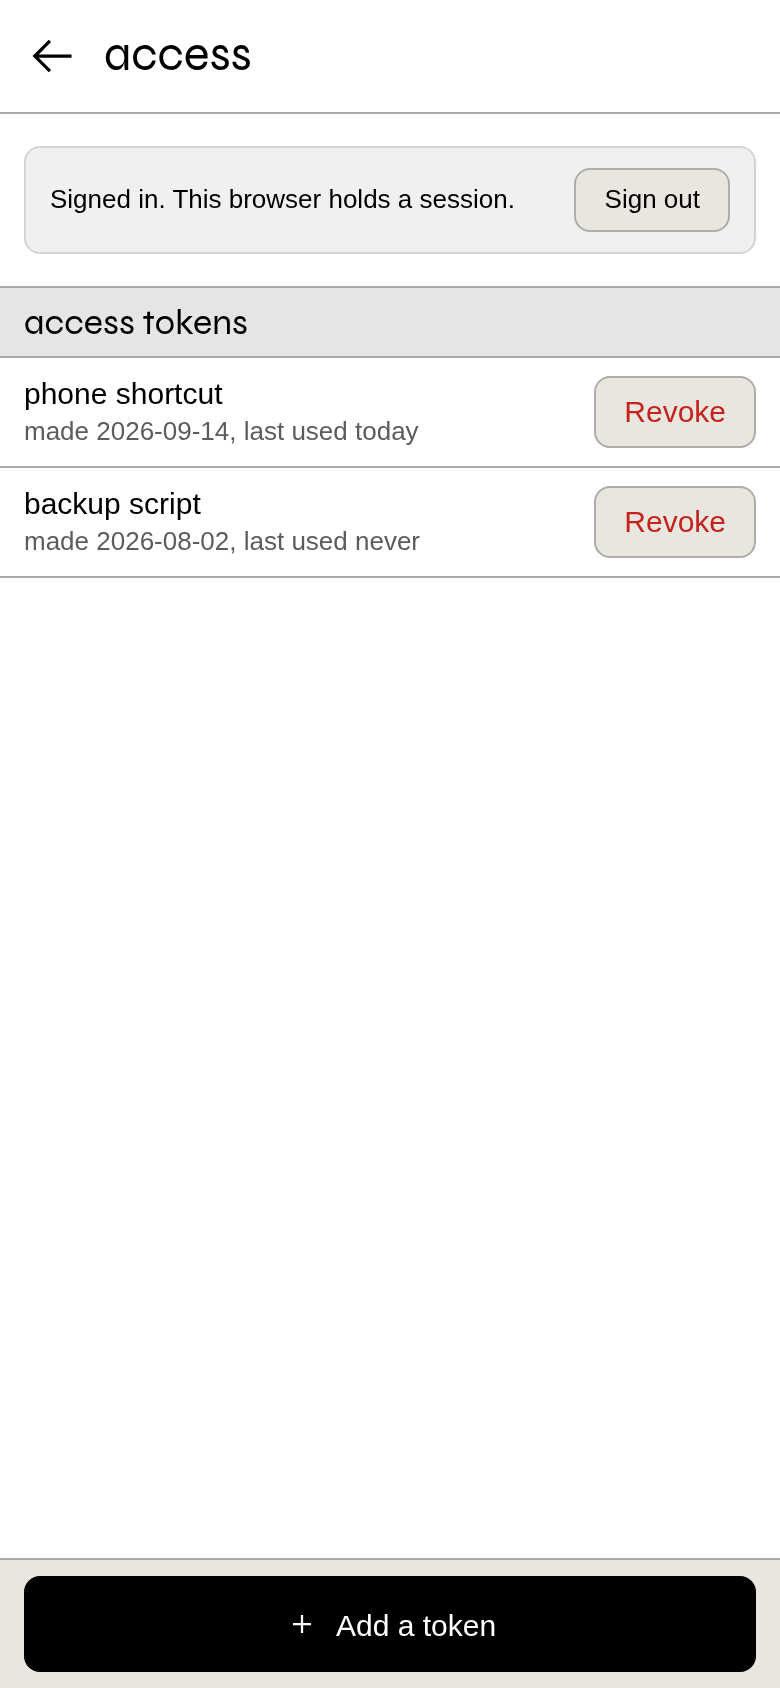 access
Signed in. This browser holds a session.
Sign out
access tokens
phone shortcut
made 2026-09-14, last used today
Revoke
backup script
made 2026-08-02, last used never
Revoke
+ Add a token